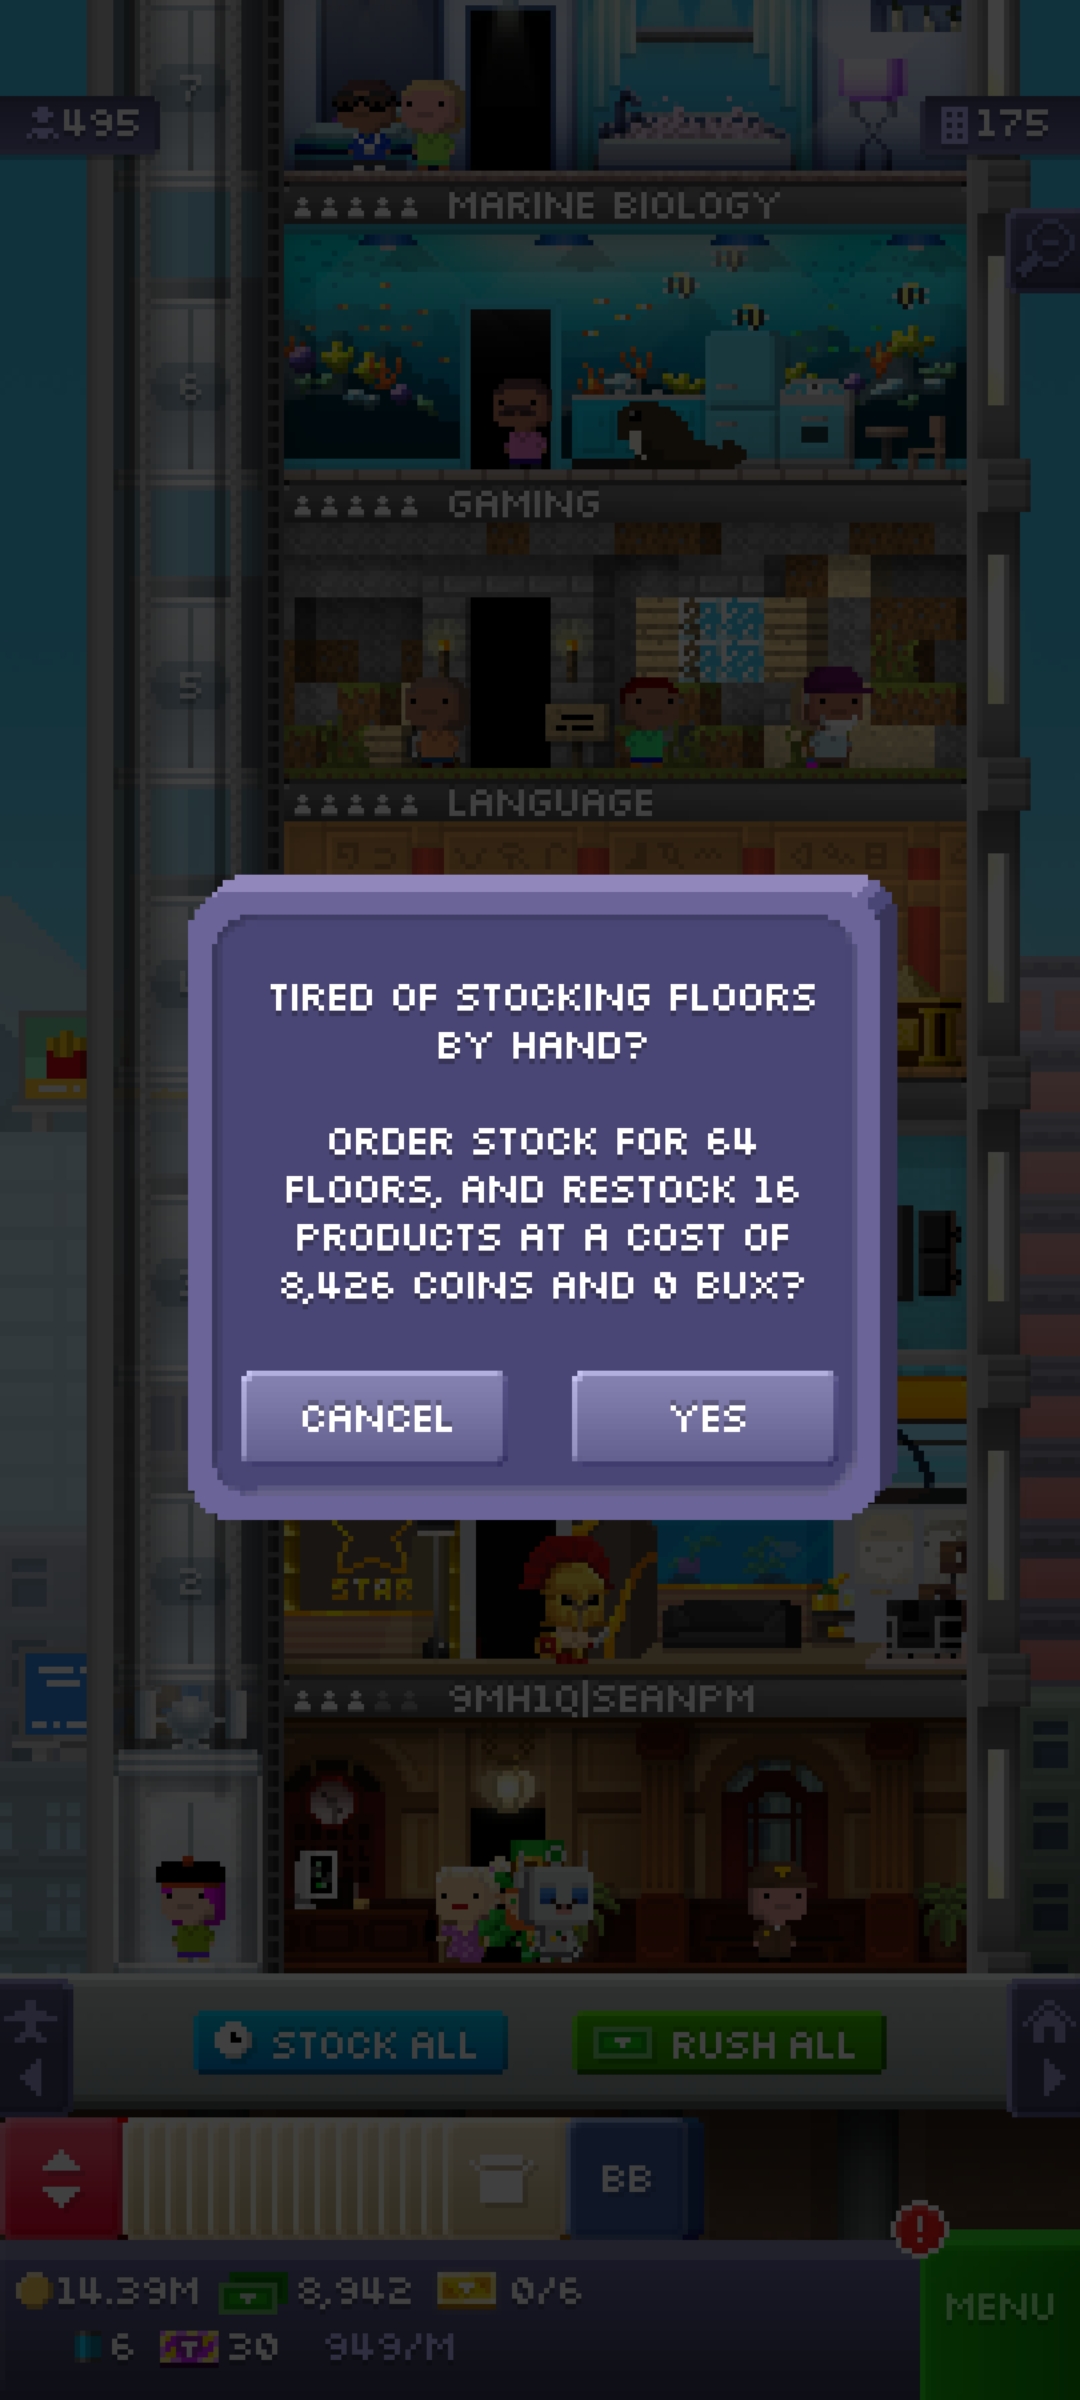 7
495
175
MARINE BIOLOGY
6
GAMING
5
LANGUAGE
TIRED OF STOCKING FLOORS
BY HAND?
ORDER STOCK FOR 64
FLOORS, AND RESTOCK 16
PRODUCTS AT A COST OF
8,426 COINS AND 0 BUX?
CANCEL
YES
2
STAR
9MH1Q|SEANPM
STOCK ALL
RUSH ALL
BB
14.39M
8,942
0/6
MENU
6
30
949/M